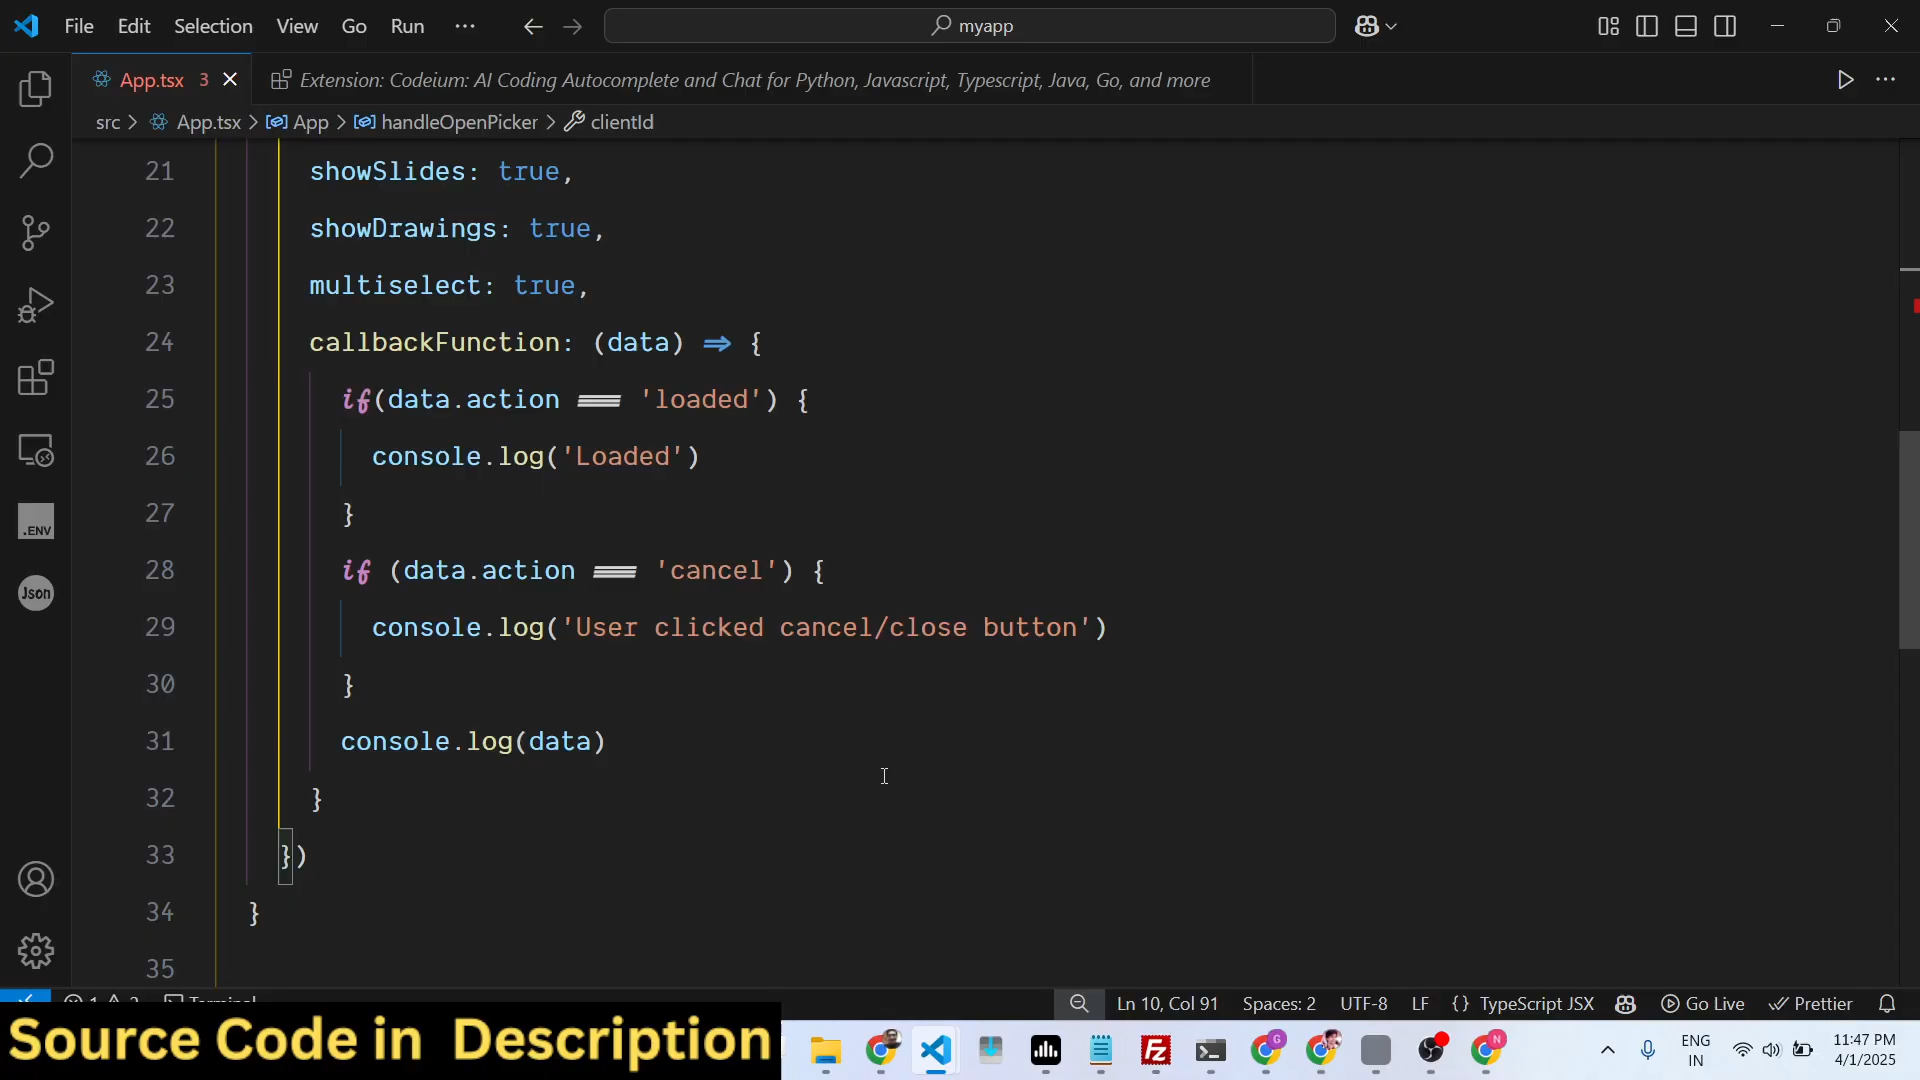 File Edit Selection View Go Run ··· myapp
App.tsx 3 Extension: Codeium: AI Coding Autocomplete and Chat for Python, Javascript, Typescript, Java, Go, and more
src > App.tsx > App > handleOpenPicker > clientId
21 showSlides: true,
22 showDrawings: true,
23 multiselect: true,
24 callbackFunction: (data) => {
25 if(data.action === 'loaded') {
26 console.log('Loaded')
27 }
28 if (data.action === 'cancel') {
29 console.log('User clicked cancel/close button')
30 }
31 console.log(data)
32 }
33 })
34 }
35
.ENV
Json
Ln 10, Col 91 Spaces: 2 UTF-8 LF {} TypeScript JSX Go Live Prettier
Source Code in Description
ENG
IN
11:47 PM
4/1/2025